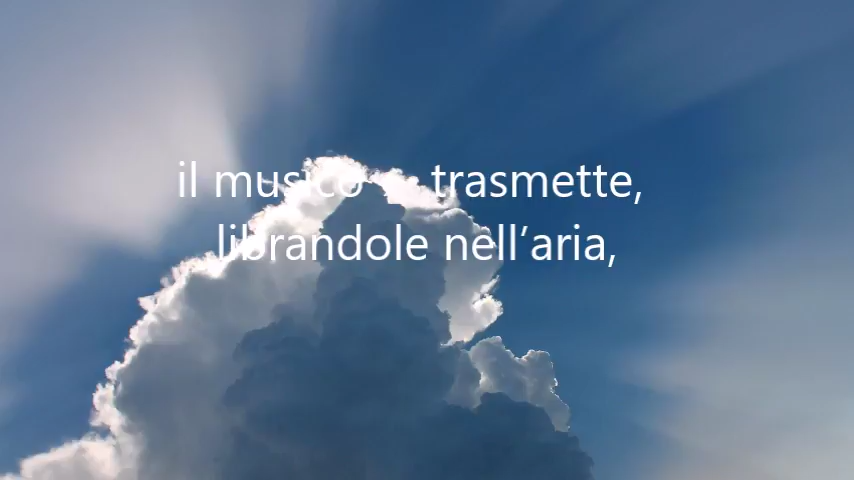 il musico trasmette,
librandole nell’aria,